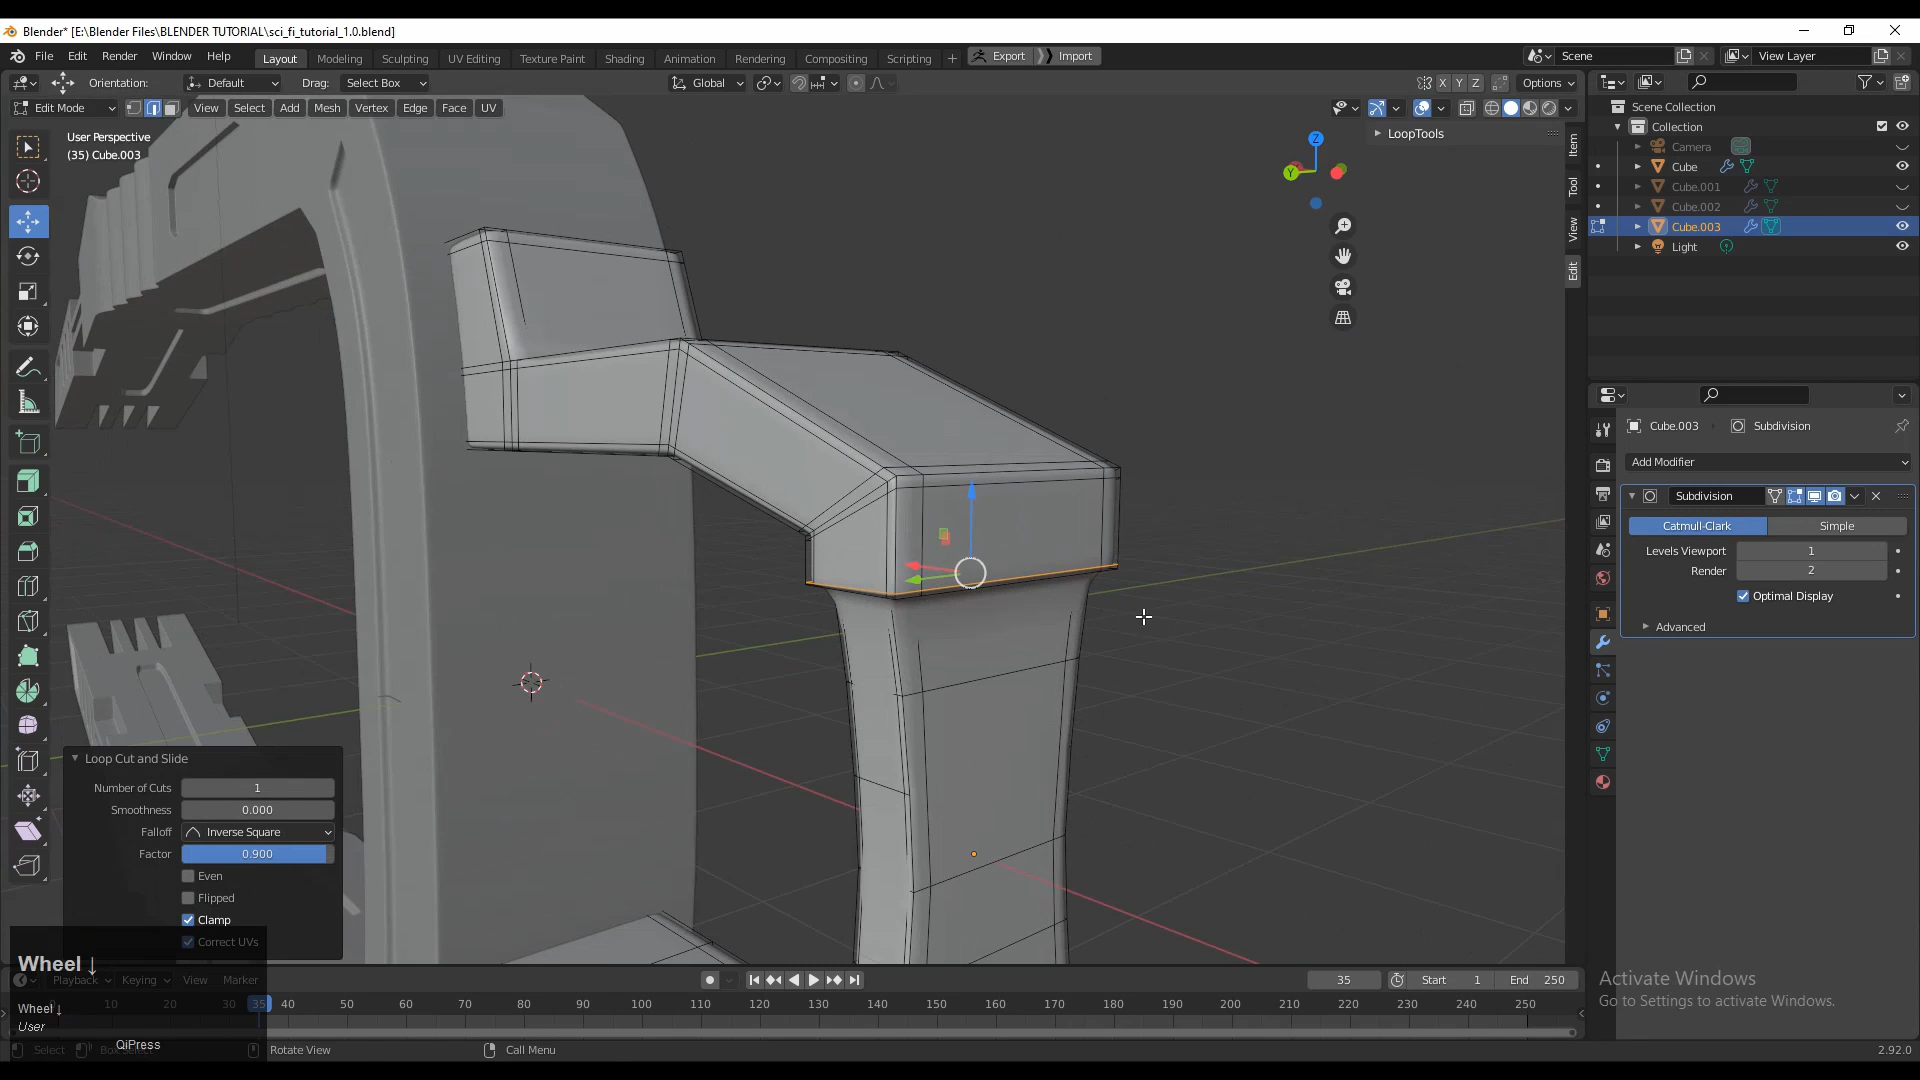 Blender* [E:\Blender Files\BLENDER TUTORIAL\sci_fi_tutorial_1.0.blend]
File Edit Render Window Help Layout Modeling Sculpting UV Editing Texture Paint Shading Animation Rendering Compositing Scripting + Export Import Scene View Layer
Orientation: Default Drag: Select Box Global X Y Z Options
Edit Mode View Select Add Mesh Vertex Edge Face UV
User Perspective
(35) Cube.003
LoopTools
Z
Y
Item
Tool
View
Edit
Scene Collection
Collection
Camera
Cube
Cube.001
Cube.002
Cube.003
Light
Cube.003 Subdivision
Add Modifier
Subdivision
Catmull-Clark Simple
Levels Viewport 1
Render 2
Optimal Display
Advanced
Loop Cut and Slide
Number of Cuts 1
Smoothness 0.000
Falloff Inverse Square
Factor 0.900
Even
Flipped
Clamp
Correct UVs
Wheel ↓
Playback Keying View Marker 35 Start 1 End 250
10 20 30 35 40 50 60 70 80 90 100 110 120 130 140 150 160 170 180 190 200 210 220 230 240 250
Wheel ↓
User
QiPress
Select Box Select Rotate View Call Menu 2.92.0
Activate Windows
Go to Settings to activate Windows.